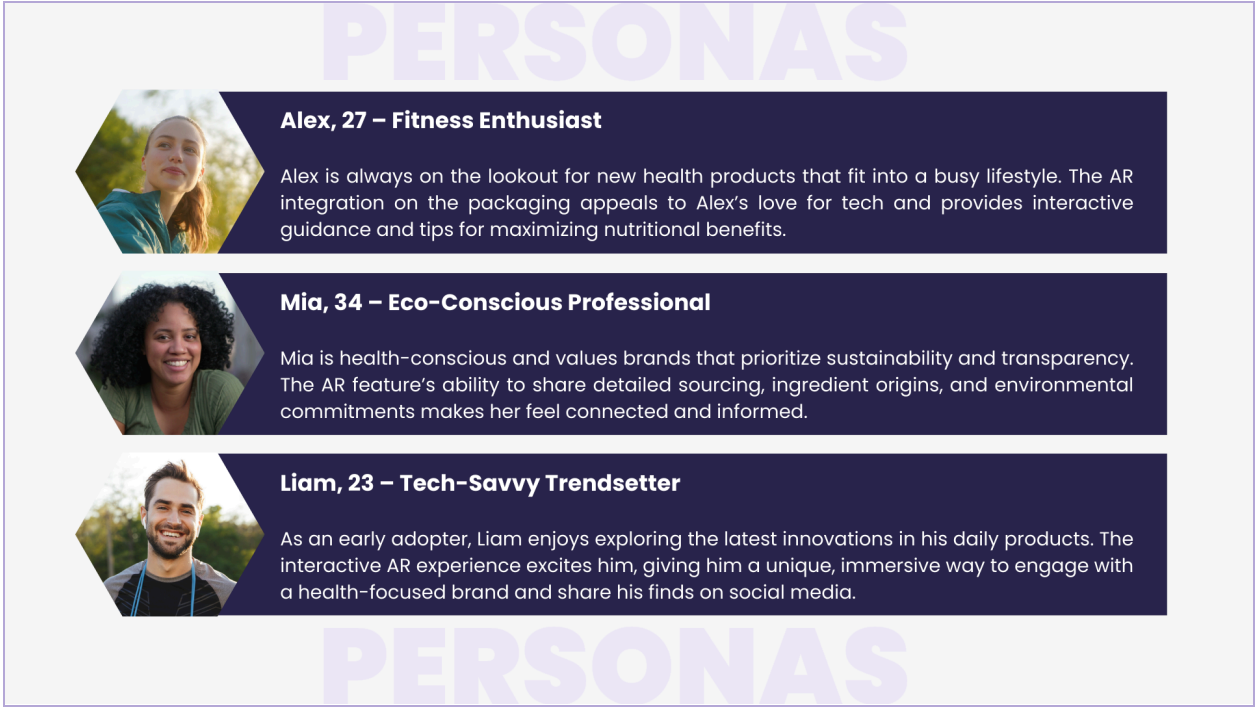 PERSONAS
Alex, 27 – Fitness Enthusiast
Alex is always on the lookout for new health products that fit into a busy lifestyle. The AR
integration on the packaging appeals to Alex’s love for tech and provides interactive
guidance and tips for maximizing nutritional benefits.
Mia, 34 – Eco-Conscious Professional
Mia is health-conscious and values brands that prioritize sustainability and transparency.
The AR feature’s ability to share detailed sourcing, ingredient origins, and environmental
commitments makes her feel connected and informed.
Liam, 23 – Tech-Savvy Trendsetter
As an early adopter, Liam enjoys exploring the latest innovations in his daily products. The
interactive AR experience excites him, giving him a unique, immersive way to engage with
a health-focused brand and share his finds on social media.
PERSONAS